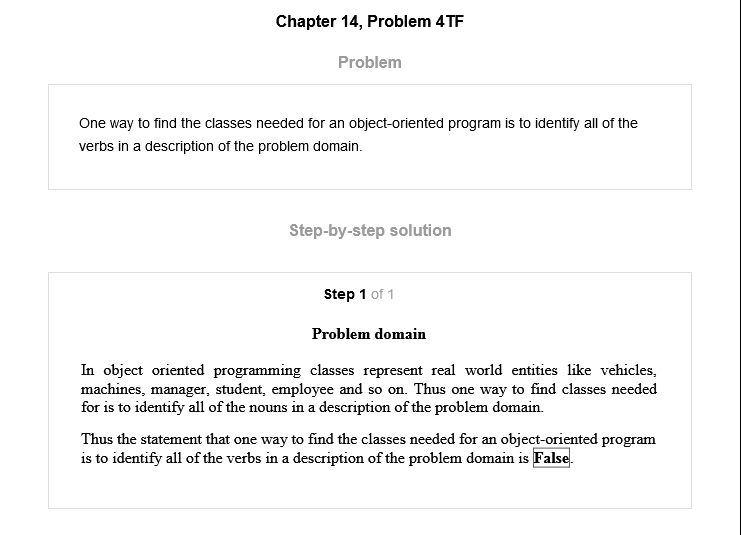 Chapter 14, Problem 4TF
Problem
One way to find the classes needed for an object-oriented program is to identify all of the
verbs in a description of the problem domain.
Step-by-step solution
Step 1 of 1
Problem domain
In object oriented programming classes represent real world entities like vehicles,
machines, manager, student, employee and so on. Thus one way to find classes needed
for is to identify all of the nouns in a description of the problem domain.
Thus the statement that one way to find the classes needed for an object-oriented program
is to identify all of the verbs in a description of the problem domain is False.